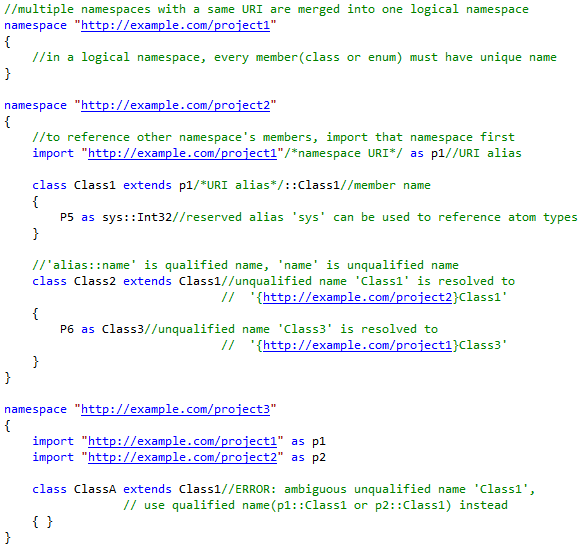 //multiple namespaces with a same URI are merged into one logical namespace
namespace "http://example.com/project1"
{
//in a logical namespace, every member(class or enum) must have unique name
}
namespace "http://example.com/project2"
{
//to reference other namespace's members, import that namespace first
import "http://example.com/project1"/*namespace URI*/ as p1//URI alias
class Class1 extends p1/*URI alias*/::Class1//member name
{
P5 as sys::Int32//reserved alias 'sys' can be used to reference atom types
}
//'alias::name' is qualified name, 'name' is unqualified name
class Class2 extends Class1//unqualified name 'Class1' is resolved to
// '{http://example.com/project2}Class1'
{
P6 as Class3//unqualified name 'Class3' is resolved to
// '{http://example.com/project1}Class3'
}
}
namespace "http://example.com/project3"
{
import "http://example.com/project1" as p1
import "http://example.com/project2" as p2
class ClassA extends Class1//ERROR: ambiguous unqualified name 'Class1',
// use qualified name(p1::Class1 or p2::Class1) instead
{ }
}